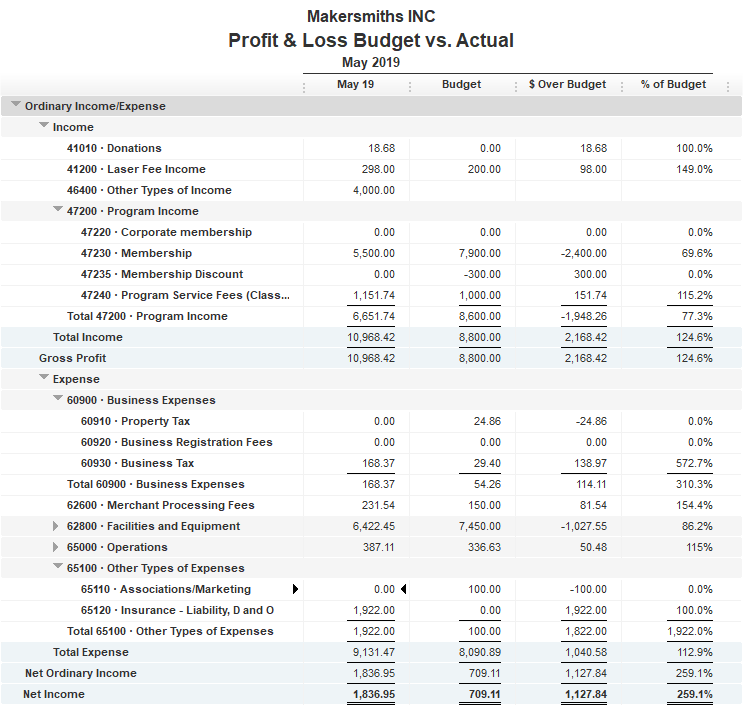 Makersmiths INC
Profit & Loss Budget vs. Actual
May 2019
May 19 Budget $ Over Budget % of Budget
Ordinary Income/Expense
Income
41010 · Donations 18.68 0.00 18.68 100.0%
41200 · Laser Fee Income 298.00 200.00 98.00 149.0%
46400 · Other Types of Income 4,000.00
47200 · Program Income
47220 · Corporate membership 0.00 0.00 0.00 0.0%
47230 · Membership 5,500.00 7,900.00 -2,400.00 69.6%
47235 · Membership Discount 0.00 -300.00 300.00 0.0%
47240 · Program Service Fees (Class... 1,151.74 1,000.00 151.74 115.2%
Total 47200 · Program Income 6,651.74 8,600.00 -1,948.26 77.3%
Total Income 10,968.42 8,800.00 2,168.42 124.6%
Gross Profit 10,968.42 8,800.00 2,168.42 124.6%
Expense
60900 · Business Expenses
60910 · Property Tax 0.00 24.86 -24.86 0.0%
60920 · Business Registration Fees 0.00 0.00 0.00 0.0%
60930 · Business Tax 168.37 29.40 138.97 572.7%
Total 60900 · Business Expenses 168.37 54.26 114.11 310.3%
62600 · Merchant Processing Fees 231.54 150.00 81.54 154.4%
62800 · Facilities and Equipment 6,422.45 7,450.00 -1,027.55 86.2%
65000 · Operations 387.11 336.63 50.48 115%
65100 · Other Types of Expenses
65110 · Associations/Marketing 0.00 100.00 -100.00 0.0%
65120 · Insurance - Liability, D and O 1,922.00 0.00 1,922.00 100.0%
Total 65100 · Other Types of Expenses 1,922.00 100.00 1,822.00 1,922.0%
Total Expense 9,131.47 8,090.89 1,040.58 112.9%
Net Ordinary Income 1,836.95 709.11 1,127.84 259.1%
Net Income 1,836.95 709.11 1,127.84 259.1%